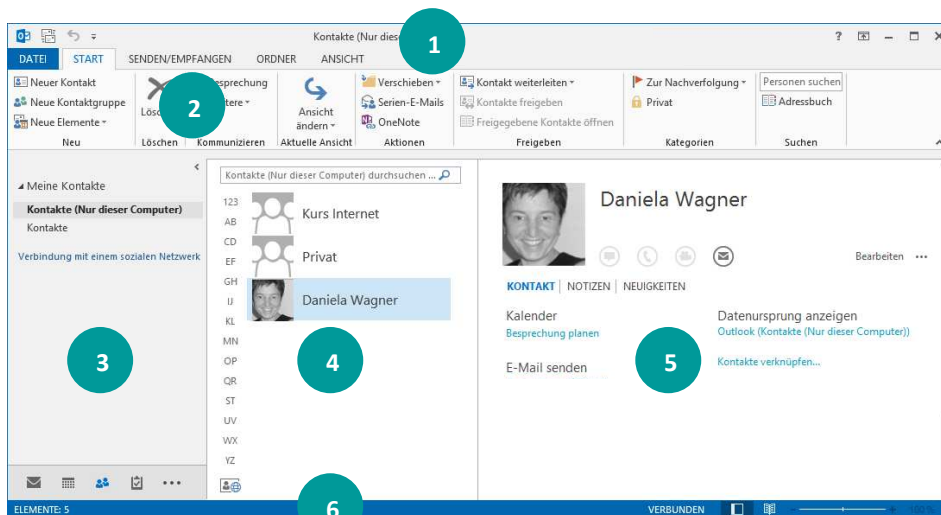 Kontakte (Nur diese
1
?
DATEI START SENDEN/EMPFANGEN ORDNER ANSICHT
Neuer Kontakt
Neue Kontaktgruppe
Neue Elemente
Neu
2
Löschen
esprechung
tere
Kommunizieren
Ansicht
ändern
Aktuelle Ansicht
Verschieben
Serien-E-Mails
OneNote
Aktionen
Kontakt weiterleiten
Kontakte freigeben
Freigegebene Kontakte öffnen
Freigeben
Zur Nachverfolgung
Privat
Kategorien
Personen suchen
Adressbuch
Suchen
Meine Kontakte
Kontakte (Nur dieser Computer)
Kontakte
Verbindung mit einem sozialen Netzwerk
3
Kontakte (Nur dieser Computer) durchsuchen ...
123
AB
CD
EF
GH
IJ
KL
MN
OP
QR
ST
UV
WX
YZ
Kurs Internet
Privat
Daniela Wagner
4
Daniela Wagner
Bearbeiten •••
KONTAKT | NOTIZEN | NEUIGKEITEN
Kalender
Besprechung planen
E-Mail senden
Datenursprung anzeigen
Outlook (Kontakte (Nur dieser Computer))
Kontakte verknüpfen...
5
6
ELEMENTE: 5
VERBUNDEN